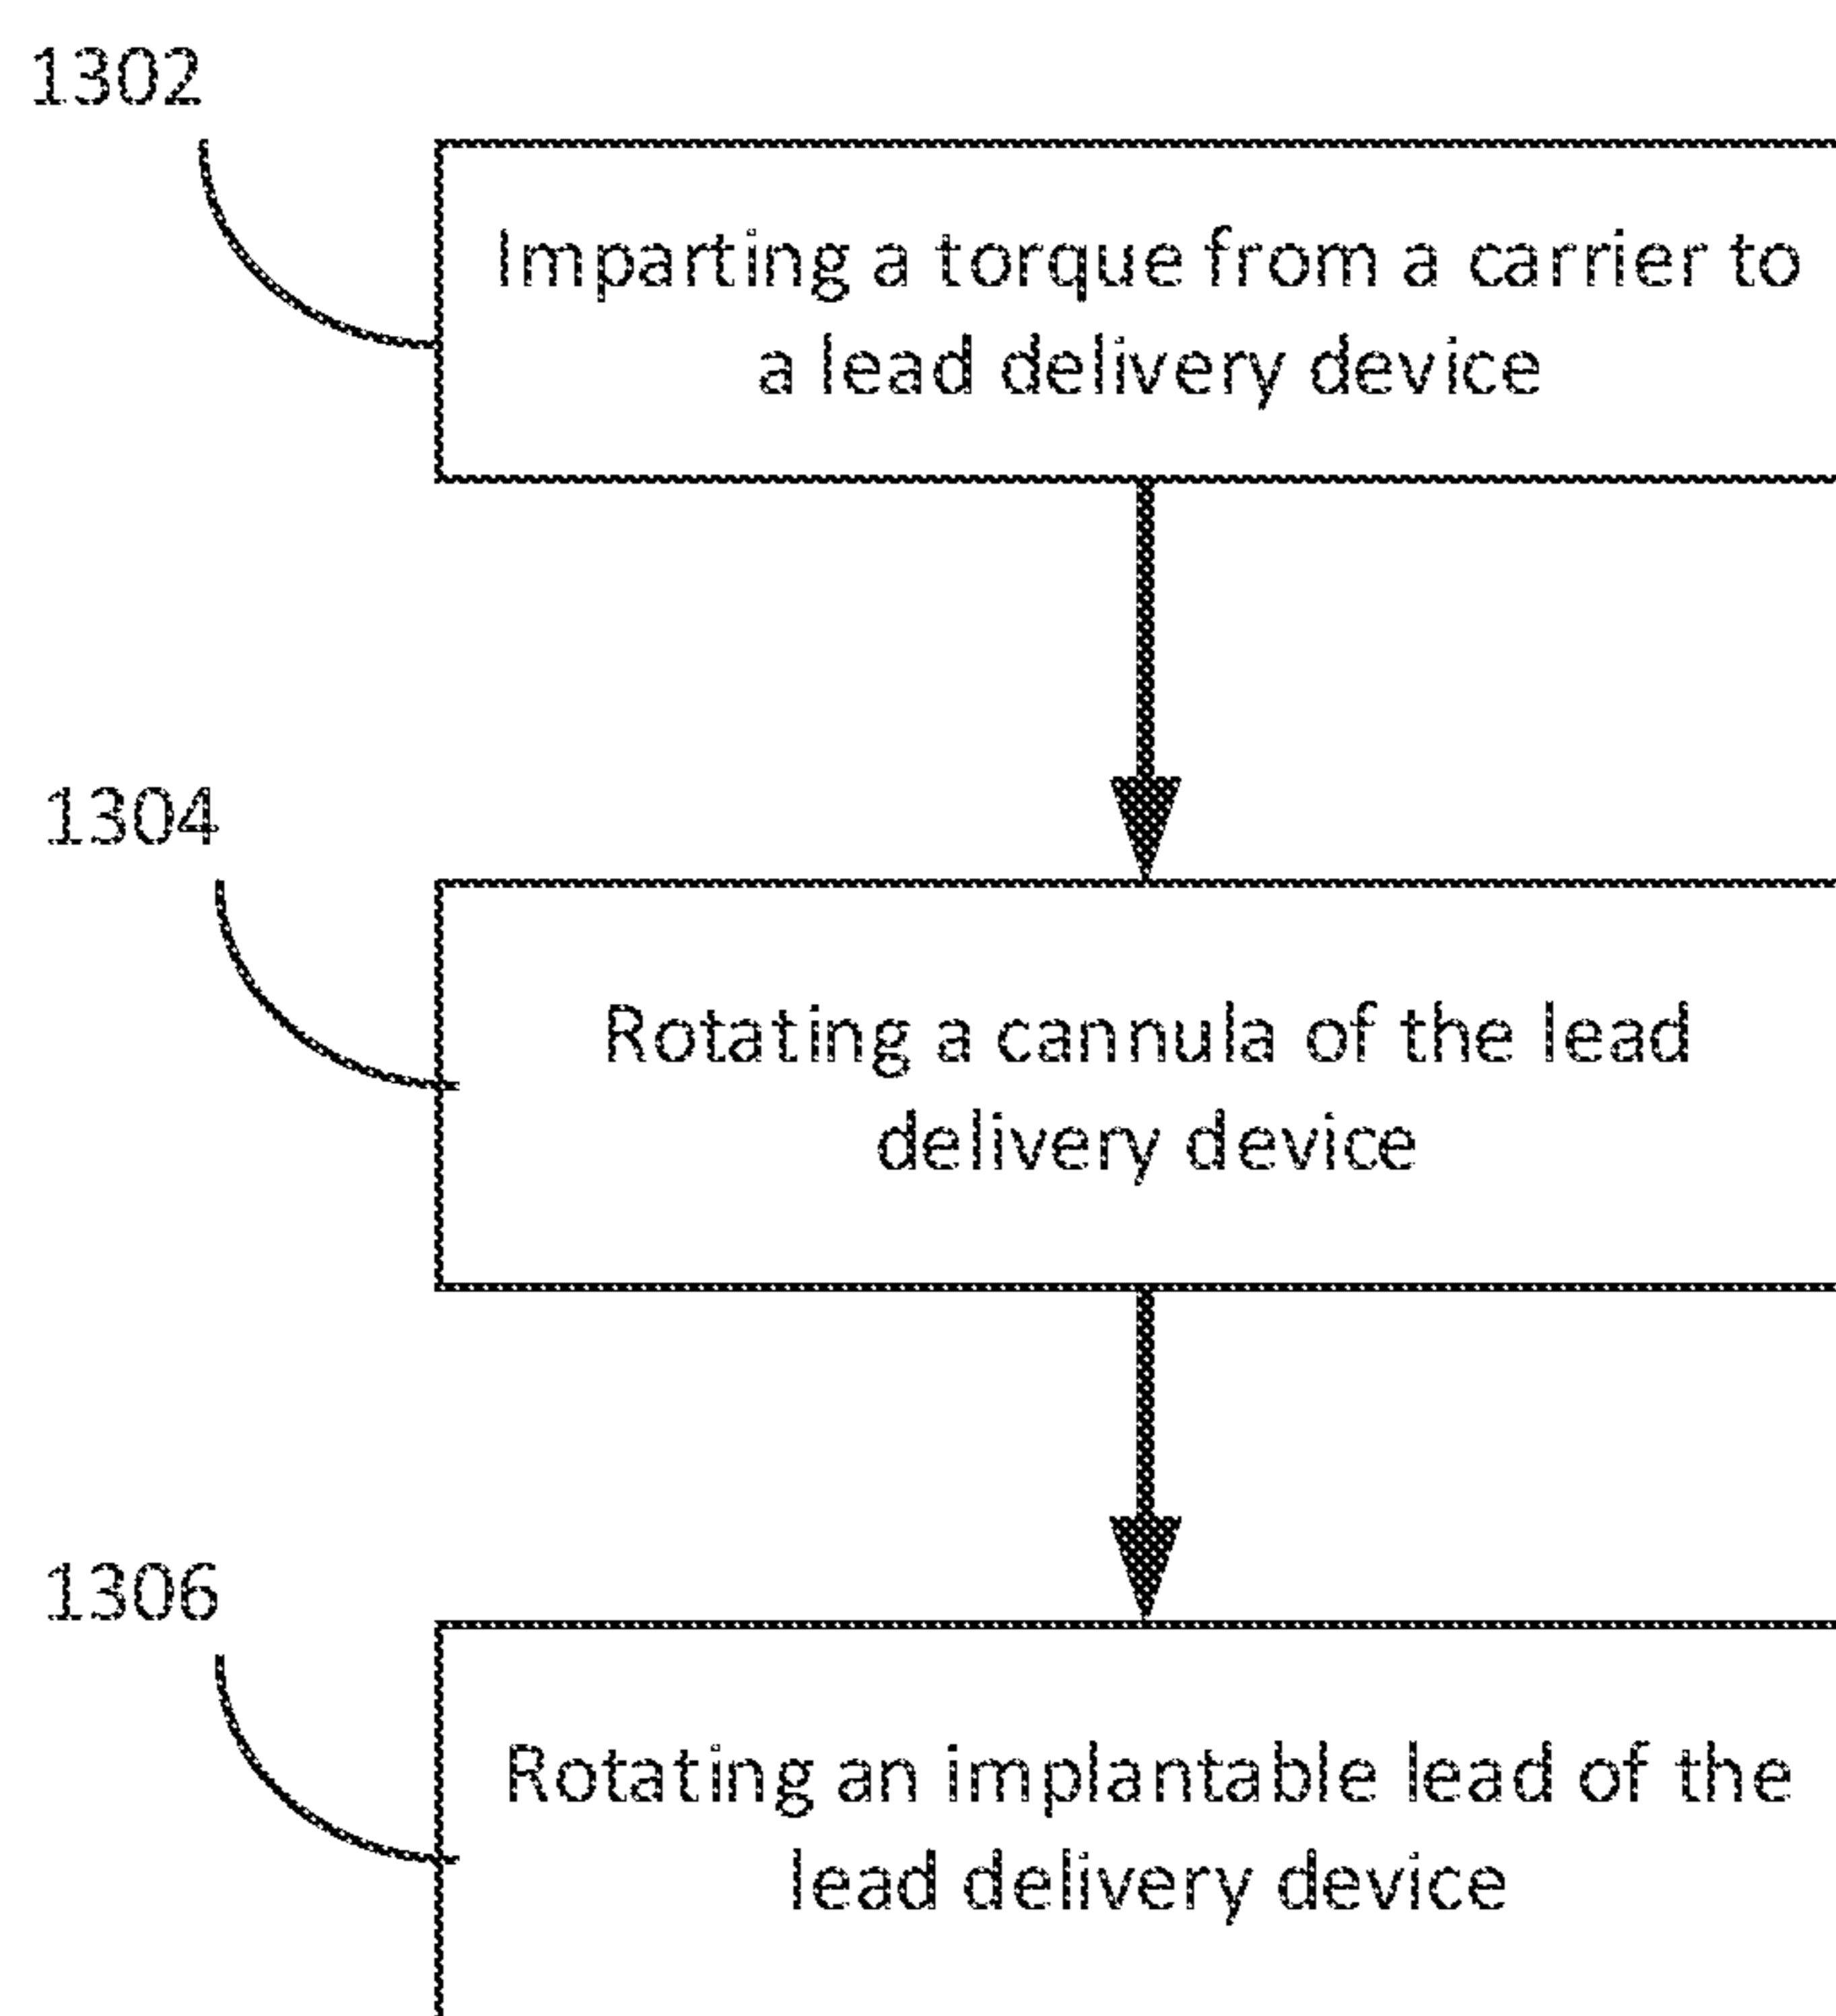 1302
Imparting a torque from a carrier to
a lead delivery device
1304
Rotating a cannula of the lead
delivery device
1306
Rotating an implantable lead of the
lead delivery device